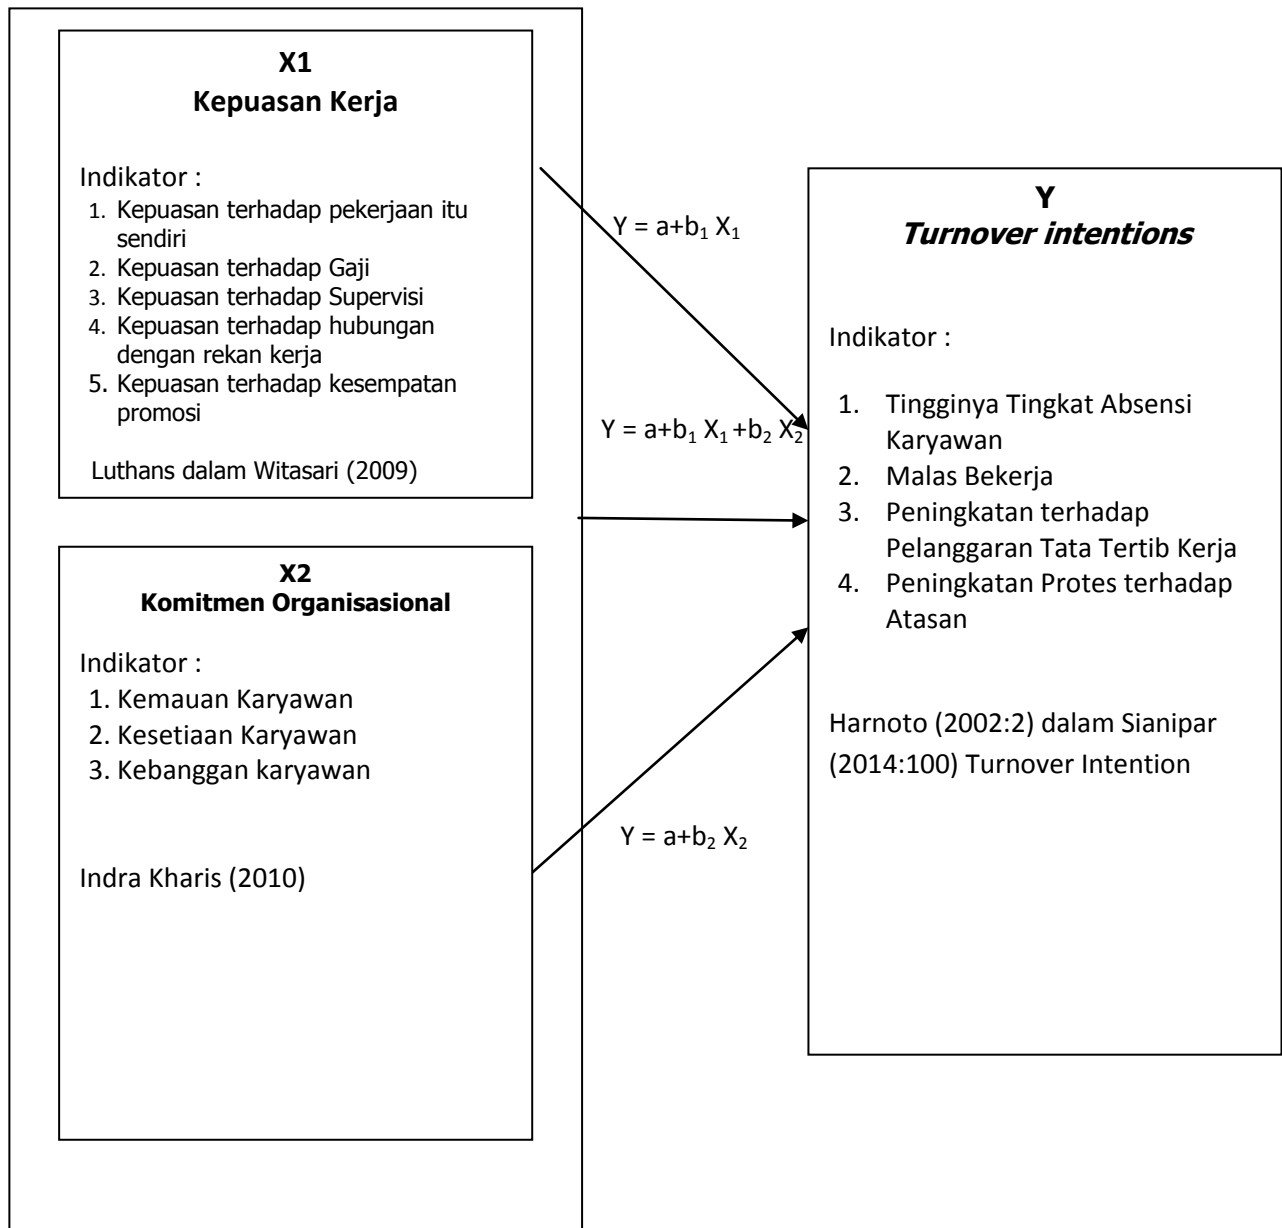 X1
Kepuasan Kerja
Indikator :
1. Kepuasan terhadap pekerjaan itu
sendiri
2. Kepuasan terhadap Gaji
3. Kepuasan terhadap Supervisi
4. Kepuasan terhadap hubungan
dengan rekan kerja
5. Kepuasan terhadap kesempatan
promosi
Luthans dalam Witasari (2009)
X2
Komitmen Organisasional
Indikator :
1. Kemauan Karyawan
2. Kesetiaan Karyawan
3. Kebanggan karyawan
Indra Kharis (2010)
Y = a+b₁ X₁
Y = a+b₁ X₁ +b₂ X₂
Y = a+b₂ X₂
Y
Turnover intentions
Indikator :
1. Tingginya Tingkat Absensi
Karyawan
2. Malas Bekerja
3. Peningkatan terhadap
Pelanggaran Tata Tertib Kerja
4. Peningkatan Protes terhadap
Atasan
Harnoto (2002:2) dalam Sianipar
(2014:100) Turnover Intention